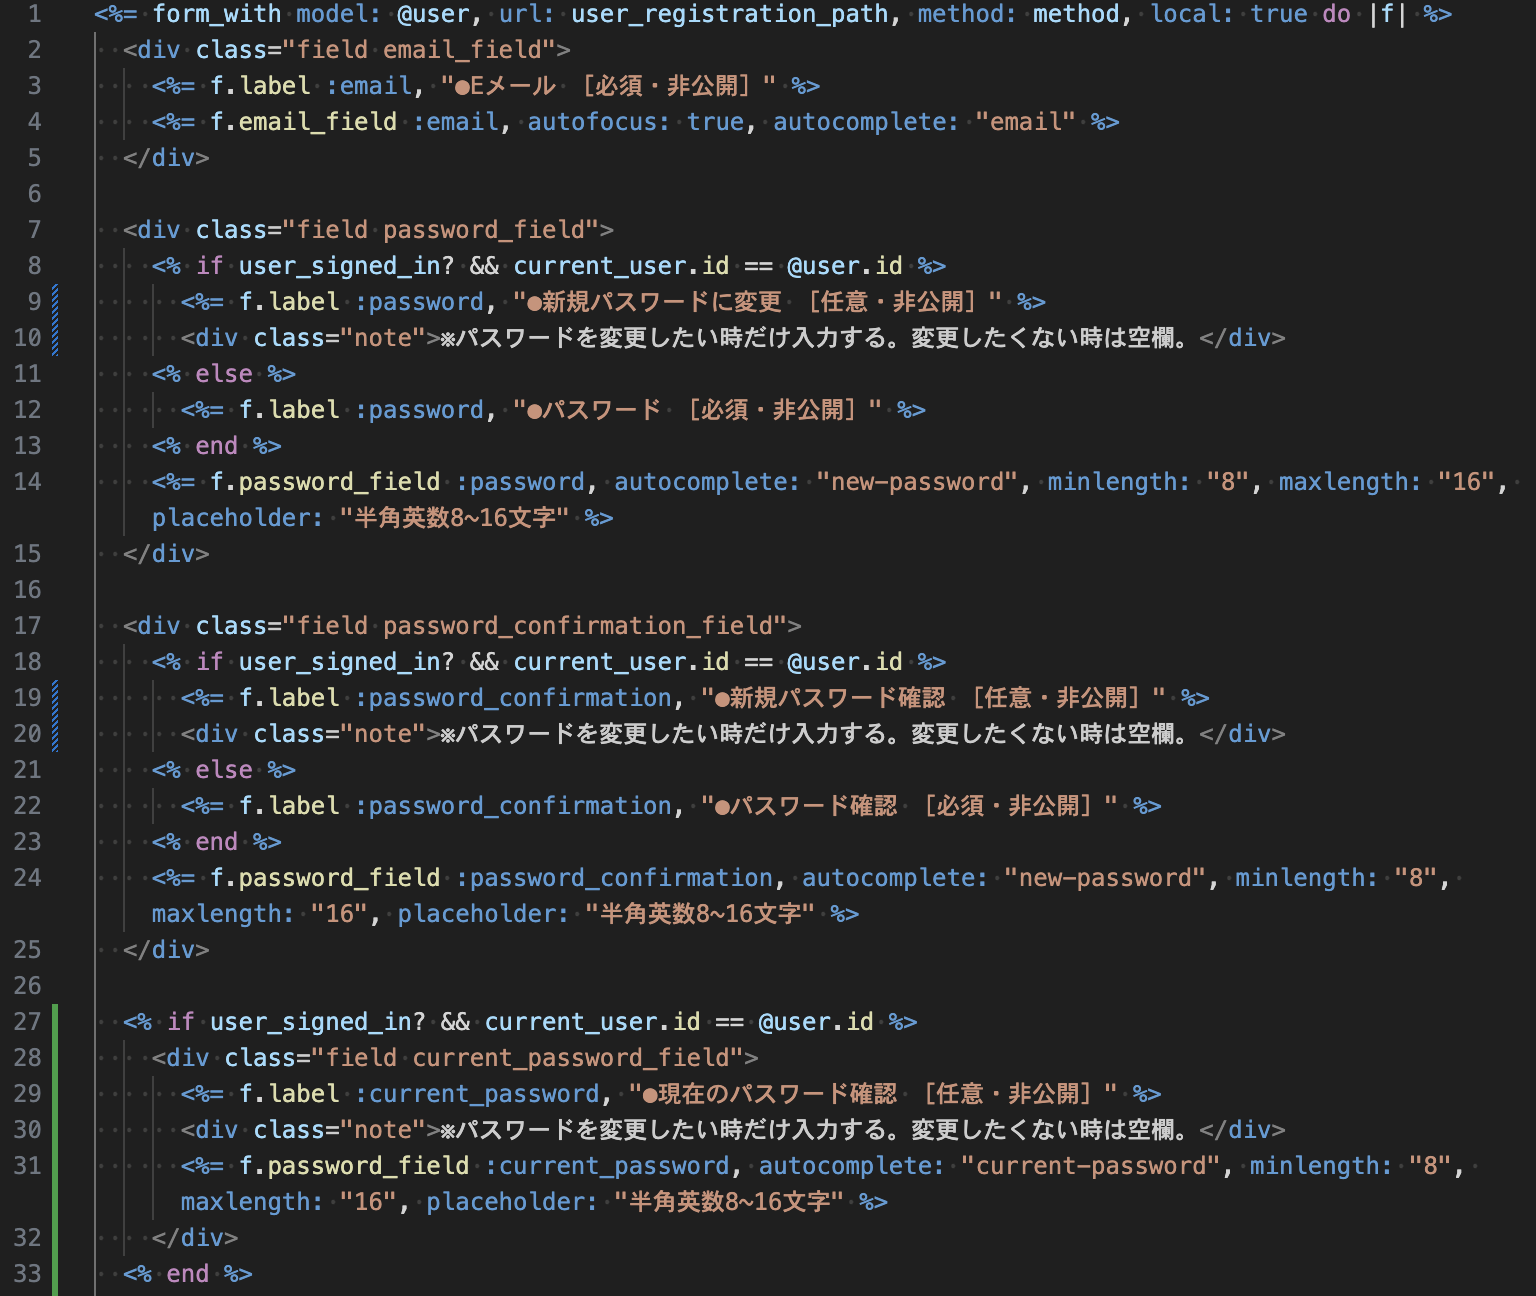 1 <%= form_with model: @user, url: user_registration_path, method: method, local: true do |f| %>
2 <div class="field email_field">
3 <%= f.label :email, "●Eメール ［必須・非公開］" %>
4 <%= f.email_field :email, autofocus: true, autocomplete: "email" %>
5 </div>
6
7 <div class="field password_field">
8 <% if user_signed_in? && current_user.id == @user.id %>
9 <%= f.label :password, "●新規パスワードに変更 ［任意・非公開］" %>
10 <div class="note">※パスワードを変更したい時だけ入力する。変更したくない時は空欄。</div>
11 <% else %>
12 <%= f.label :password, "●パスワード ［必須・非公開］" %>
13 <% end %>
14 <%= f.password_field :password, autocomplete: "new-password", minlength: "8", maxlength: "16",
placeholder: "半角英数8~16文字" %>
15 </div>
16
17 <div class="field password_confirmation_field">
18 <% if user_signed_in? && current_user.id == @user.id %>
19 <%= f.label :password_confirmation, "●新規パスワード確認 ［任意・非公開］" %>
20 <div class="note">※パスワードを変更したい時だけ入力する。変更したくない時は空欄。</div>
21 <% else %>
22 <%= f.label :password_confirmation, "●パスワード確認 ［必須・非公開］" %>
23 <% end %>
24 <%= f.password_field :password_confirmation, autocomplete: "new-password", minlength: "8",
maxlength: "16", placeholder: "半角英数8~16文字" %>
25 </div>
26
27 <% if user_signed_in? && current_user.id == @user.id %>
28 <div class="field current_password_field">
29 <%= f.label :current_password, "●現在のパスワード確認 ［任意・非公開］" %>
30 <div class="note">※パスワードを変更したい時だけ入力する。変更したくない時は空欄。</div>
31 <%= f.password_field :current_password, autocomplete: "current-password", minlength: "8",
maxlength: "16", placeholder: "半角英数8~16文字" %>
32 </div>
33 <% end %>